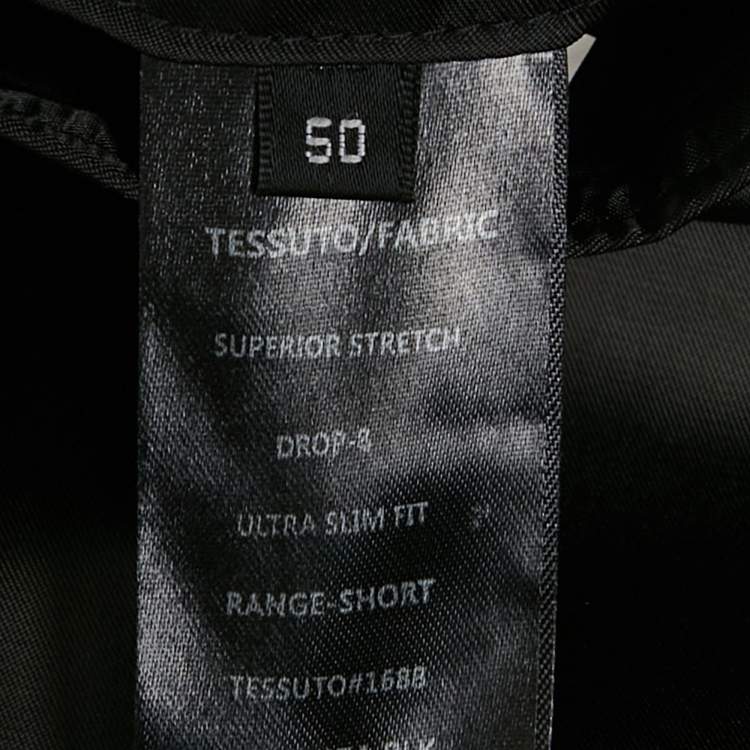 50
TESSUTO/FABRIC
SUPERIOR STRETCH
DROP-8
ULTRA SLIM FIT
RANGE-SHORT
TESSUTO#1688